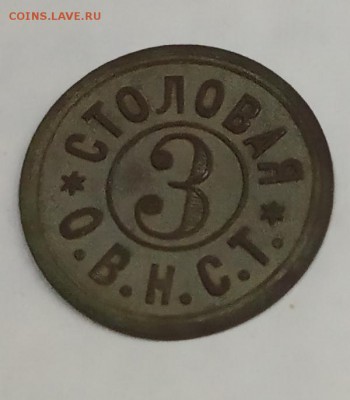 COINS.LAVE.RU
* СТОЛОВАЯ *
3
О.В.Н.С.Т.